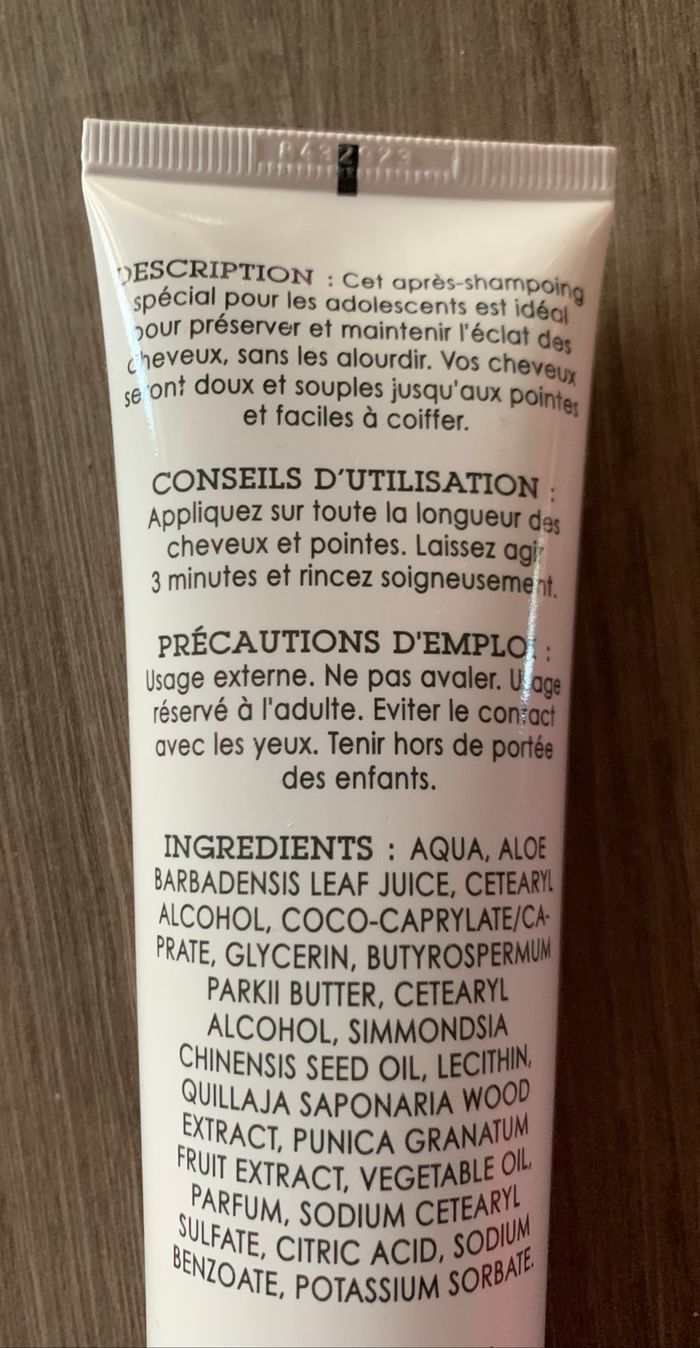 DESCRIPTION : Cet après-shampoing
spécial pour les adolescents est idéal
pour préserver et maintenir l'éclat des
cheveux, sans les alourdir. Vos cheveux
seront doux et souples jusqu'aux pointes
et faciles à coiffer.
CONSEILS D'UTILISATION :
Appliquez sur toute la longueur des
cheveux et pointes. Laissez agir
3 minutes et rincez soigneusement.
PRÉCAUTIONS D'EMPLOI :
Usage externe. Ne pas avaler. Usage
réservé à l'adulte. Eviter le contact
avec les yeux. Tenir hors de portée
des enfants.
INGREDIENTS : AQUA, ALOE
BARBADENSIS LEAF JUICE, CETEARYL
ALCOHOL, COCO-CAPRYLATE/CA-
PRATE, GLYCERIN, BUTYROSPERMUM
PARKII BUTTER, CETEARYL
ALCOHOL, SIMMONDSIA
CHINENSIS SEED OIL, LECITHIN,
QUILLAJA SAPONARIA WOOD
EXTRACT, PUNICA GRANATUM
FRUIT EXTRACT, VEGETABLE OIL,
PARFUM, SODIUM CETEARYL
SULFATE, CITRIC ACID, SODIUM
BENZOATE, POTASSIUM SORBATE.